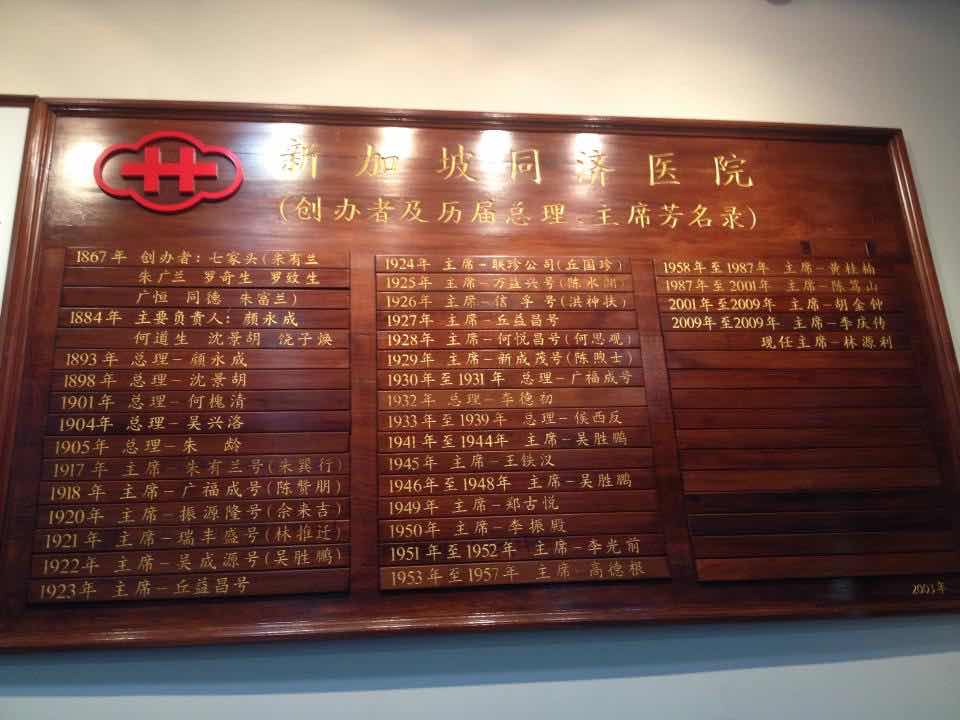 新加坡同济医院
(创办者及历届总理、主席芳名录)
1867年 创办者：七家头(朱有兰
朱广兰 罗奇生 罗致生
广恒 同德 朱富兰)
1884年 主要负责人：颜永成
何道生 沈景胡 饶子焕
1893年 总理－颜永成
1898年 总理－沈景胡
1901年 总理－何槐清
1904年 总理－吴兴洛
1905年 总理－朱 龄
1917年 主席－朱有兰号(朱巽行)
1918年 主席－广福成号(陈赞朋)
1920年 主席－振源隆号(佘来吉)
1921年 主席－瑞丰盛号(林推迁)
1922年 主席－吴成源号(吴胜鹏)
1923年 主席－丘益昌号
1924年 主席－联珍公司(丘国珍)
1925年 主席－万益兴号(陈永渊)
1926年 主席－信孚号(洪神扶)
1927年 主席－丘益昌号
1928年 主席－何悦昌号(何思观)
1929年 主席－新成茂号(陈煦士)
1930年至1931年 总理－广福成号
1932年 总理－李德初
1933年至1939年 总理－侯西反
1941年至1944年 主席－吴胜鹏
1945年 主席－王铁汉
1946年至1948年 主席－吴胜鹏
1949年 主席－郑古悦
1950年 主席－李振殿
1951年至1952年 主席－李光前
1953年至1957年 主席－高德根
1958年至1987年 主席－黄桂楠
1987年至2001年 主席－陈笃山
2001年至2009年 主席－胡金钟
2009年至2009年 主席－李庆传
现任主席－林源利
2003年